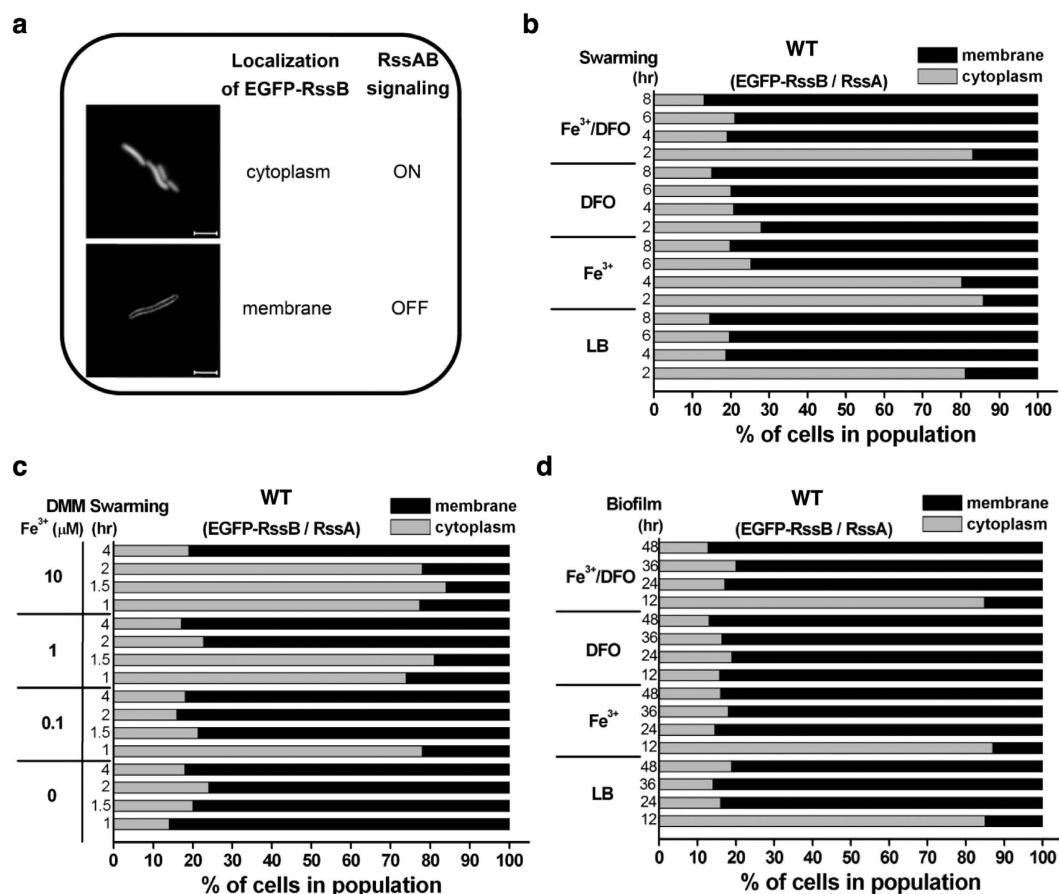 a
Localization of EGFP-RssB
RssAB signaling
cytoplasm ON
membrane OFF
b
WT
(EGFP-RssB / RssA)
Swarming (hr)
membrane
cytoplasm
Fe³⁺/DFO
8
6
4
2
DFO
8
6
4
2
Fe³⁺
8
6
4
2
LB
8
6
4
2
0 10 20 30 40 50 60 70 80 90 100
% of cells in population
c
WT
(EGFP-RssB / RssA)
DMM Swarming
Fe³⁺ (μM) (hr)
membrane
cytoplasm
10
4
2
1.5
1
1
4
2
1.5
1
0.1
4
2
1.5
1
0
4
2
1.5
1
0 10 20 30 40 50 60 70 80 90 100
% of cells in population
d
WT
(EGFP-RssB / RssA)
Biofilm (hr)
membrane
cytoplasm
Fe³⁺/DFO
48
36
24
12
DFO
48
36
24
12
Fe³⁺
48
36
24
12
LB
48
36
24
12
0 10 20 30 40 50 60 70 80 90 100
% of cells in population